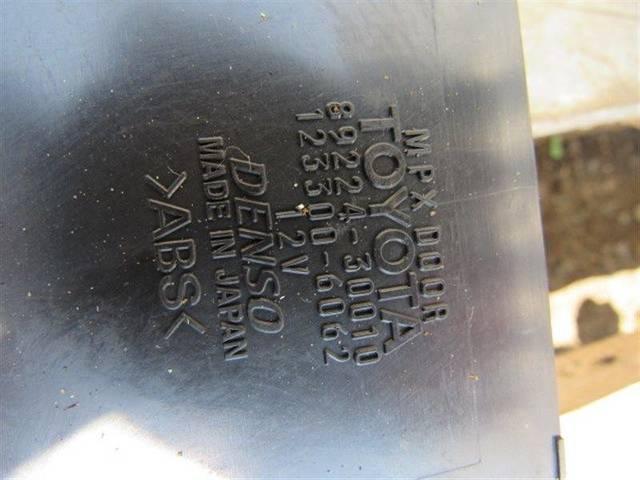 MPX DOOR
TOYOTA
89224-30010
123300-6062
12V
DENSO
MADE IN JAPAN
>ABS<